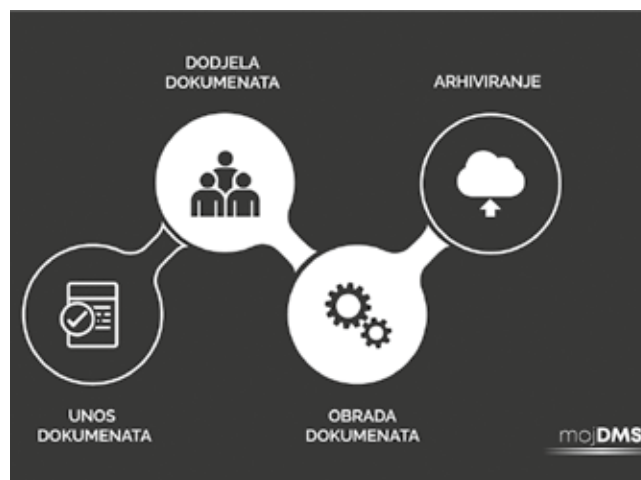 DODJELA
DOKUMENATA
ARHIVIRANJE
UNOS
DOKUMENATA
OBRADA
DOKUMENATA
mojDMS